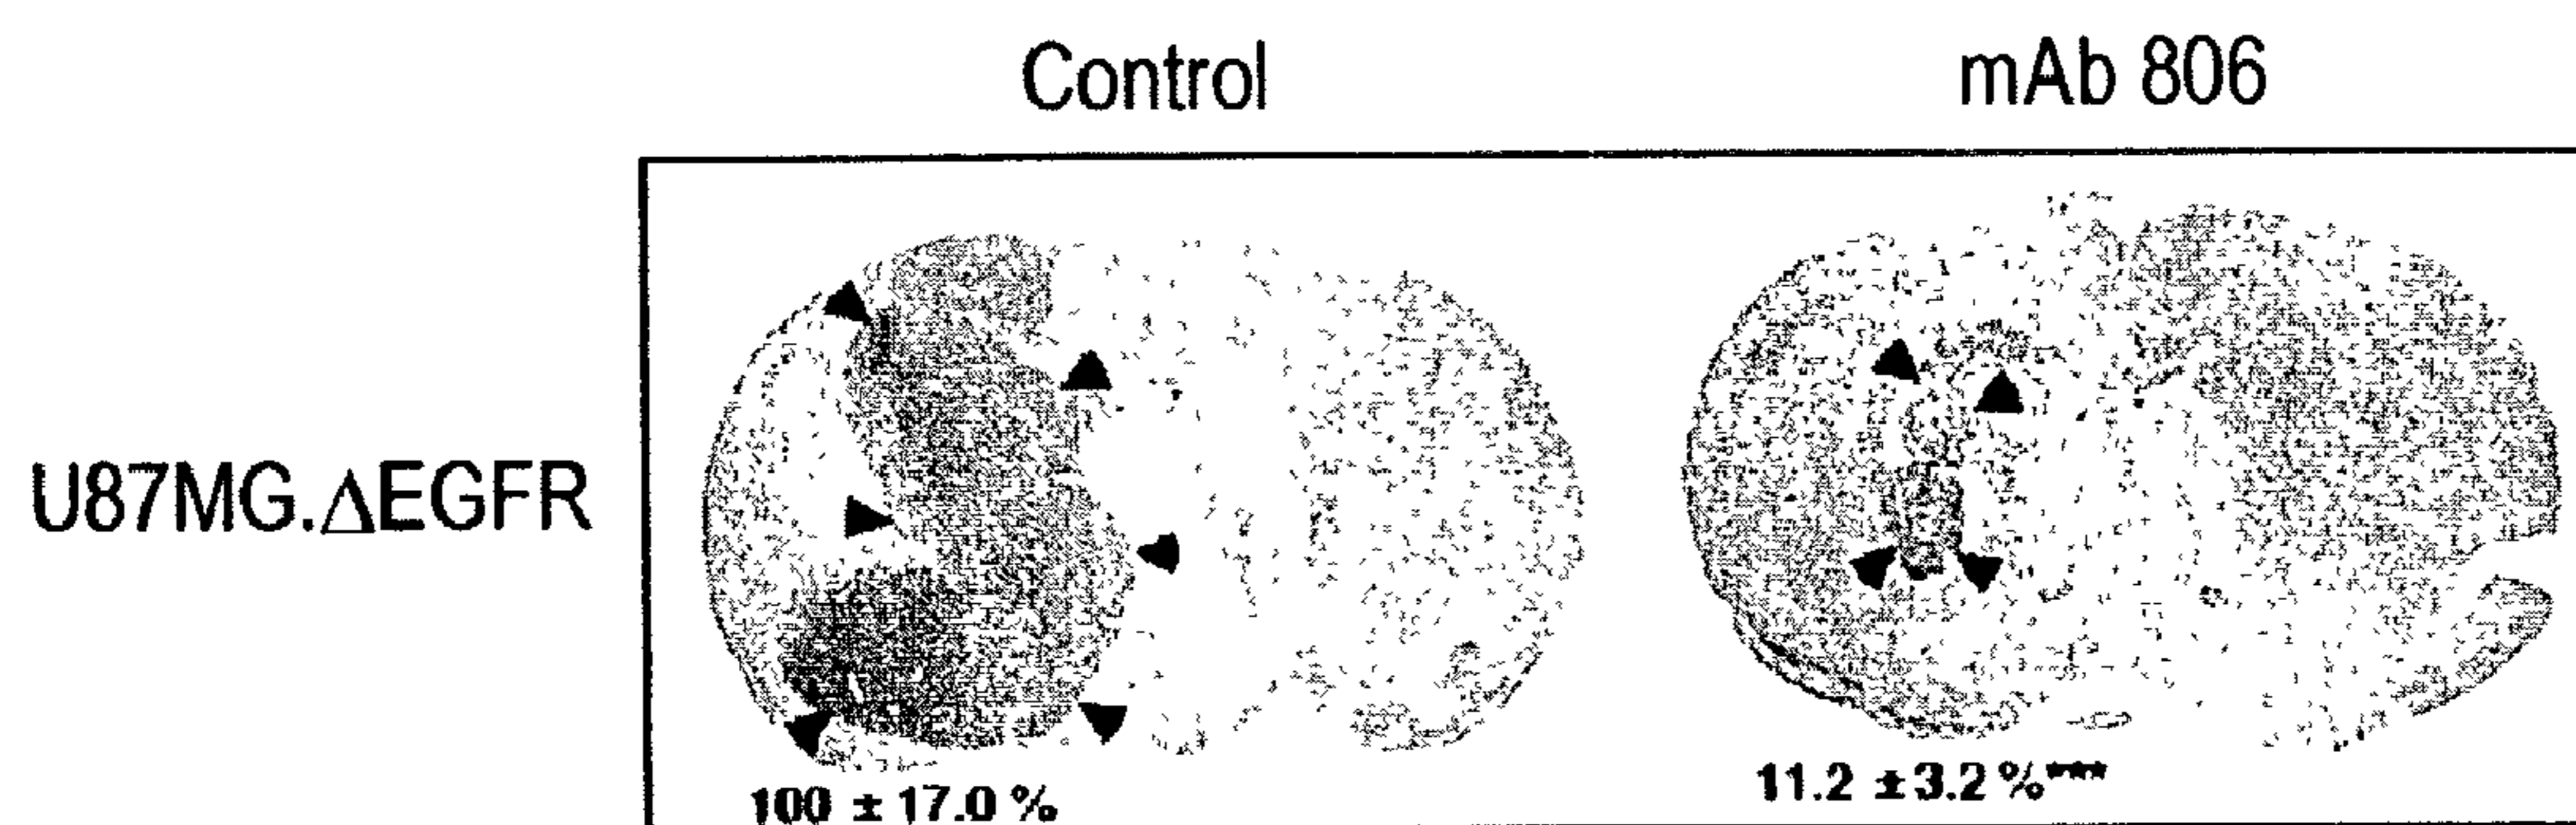 Control mAb 806
U87MG.ΔEGFR
100 ± 17.0 % 11.2 ± 3.2 %***